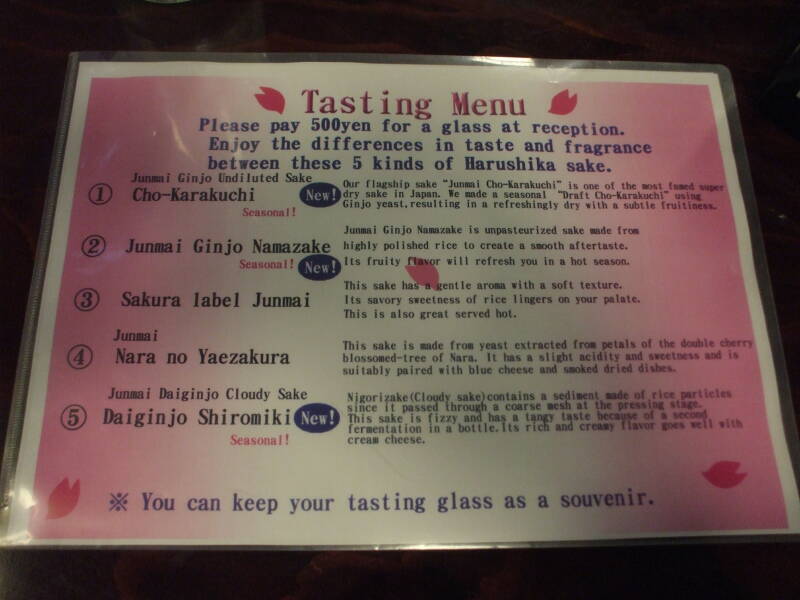 Tasting Menu
Please pay 500yen for a glass at reception.
Enjoy the differences in taste and fragrance
between these 5 kinds of Harushika sake.
Junmai Ginjo Undiluted Sake
① Cho-Karakuchi New!
Seasonal!
Our flagship sake "Junmai Cho-Karakuchi" is one of the most famed super
dry sake in Japan. We made a seasonal "Draft Cho-Karakuchi" using
Ginjo yeast,resulting in a refreshingly dry with a subtle fruitiness.
② Junmai Ginjo Namazake
Seasonal! New!
Junmai Ginjo Namazake is unpasteurized sake made from
highly polished rice to create a smooth aftertaste.
Its fruity flavor will refresh you in a hot season.
③ Sakura label Junmai
This sake has a gentle aroma with a soft texture.
Its savory sweetness of rice lingers on your palate.
This is also great served hot.
Junmai
④ Nara no Yaezakura
This sake is made from yeast extracted from petals of the double cherry
blossomed-tree of Nara. It has a slight acidity and sweetness and is
suitably paired with blue cheese and smoked dried dishes.
Junmai Daiginjo Cloudy Sake
⑤ Daiginjo Shiromiki New!
Seasonal!
Nigorizake(Cloudy sake)contains a sediment made of rice particles
since it passed through a coarse mesh at the pressing stage.
This sake is fizzy and has a tangy taste because of a second
fermentation in a bottle.Its rich and creamy flavor goes well with
cream cheese.
※ You can keep your tasting glass as a souvenir.